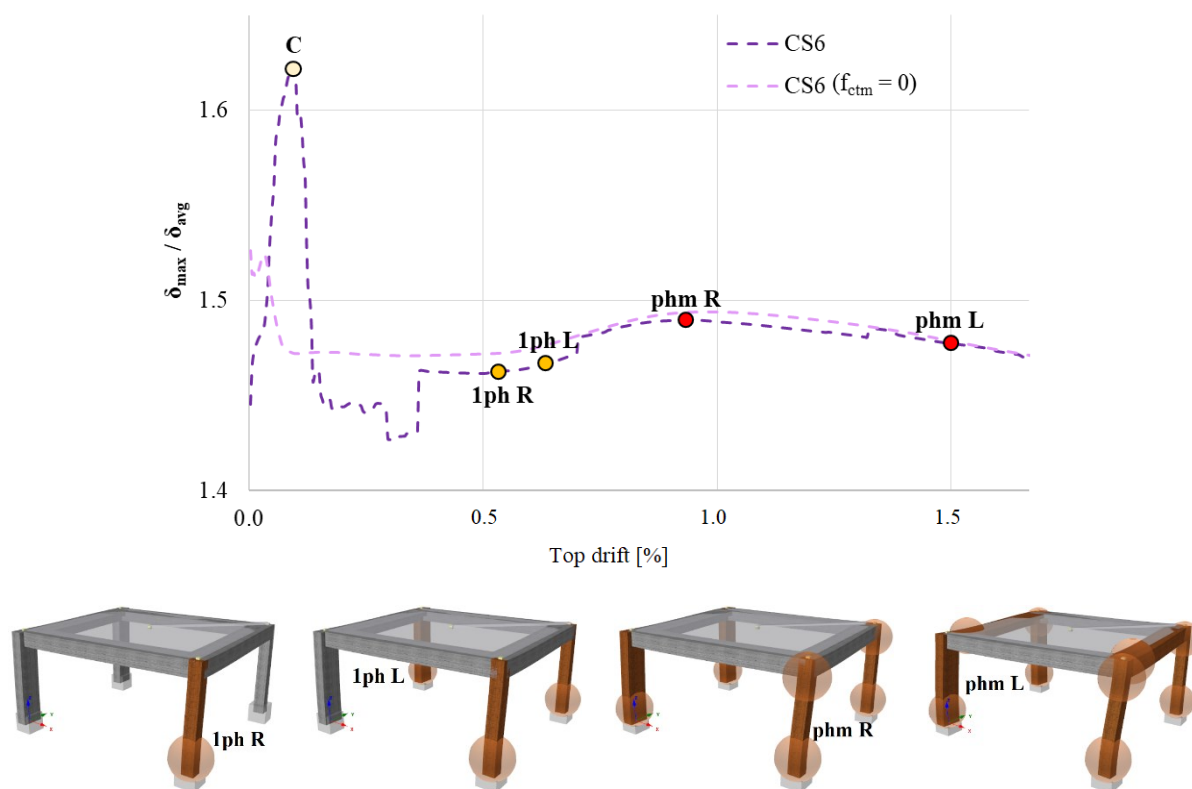 C
CS6
CS6 (fctm = 0)
1.6
1.5
1.4
δmax / δavg
phm R
phm L
1ph L
1ph R
0.0
0.5
1.0
1.5
Top drift [%]
1ph R
1ph L
phm R
phm L